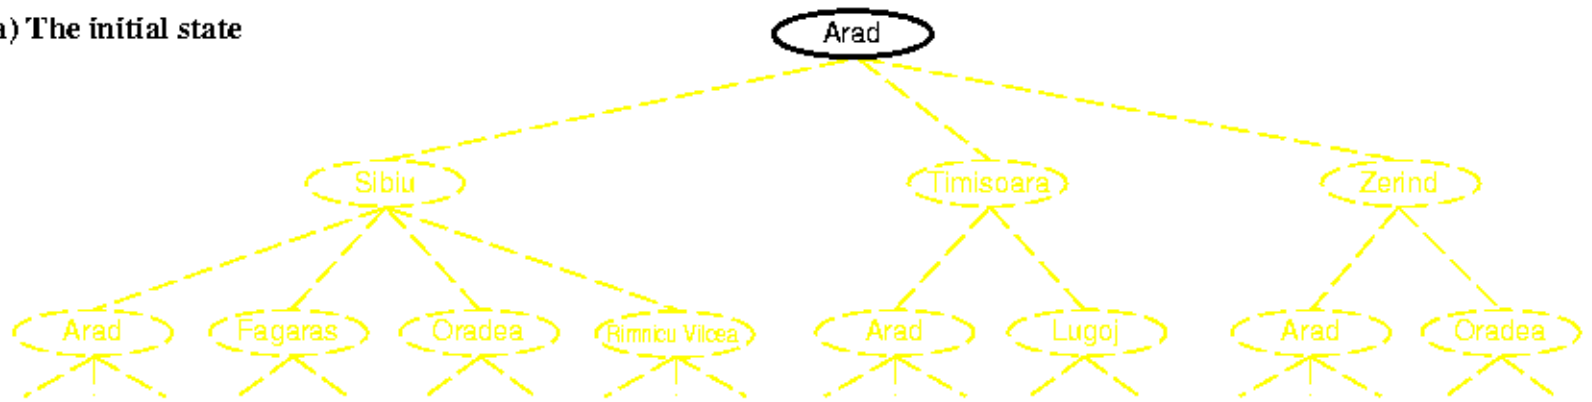 a) The initial state
Arad
Sibiu
Timisoara
Zerind
Arad
Fagaras
Oradea
Rimnicu Vilcea
Arad
Lugoj
Arad
Oradea